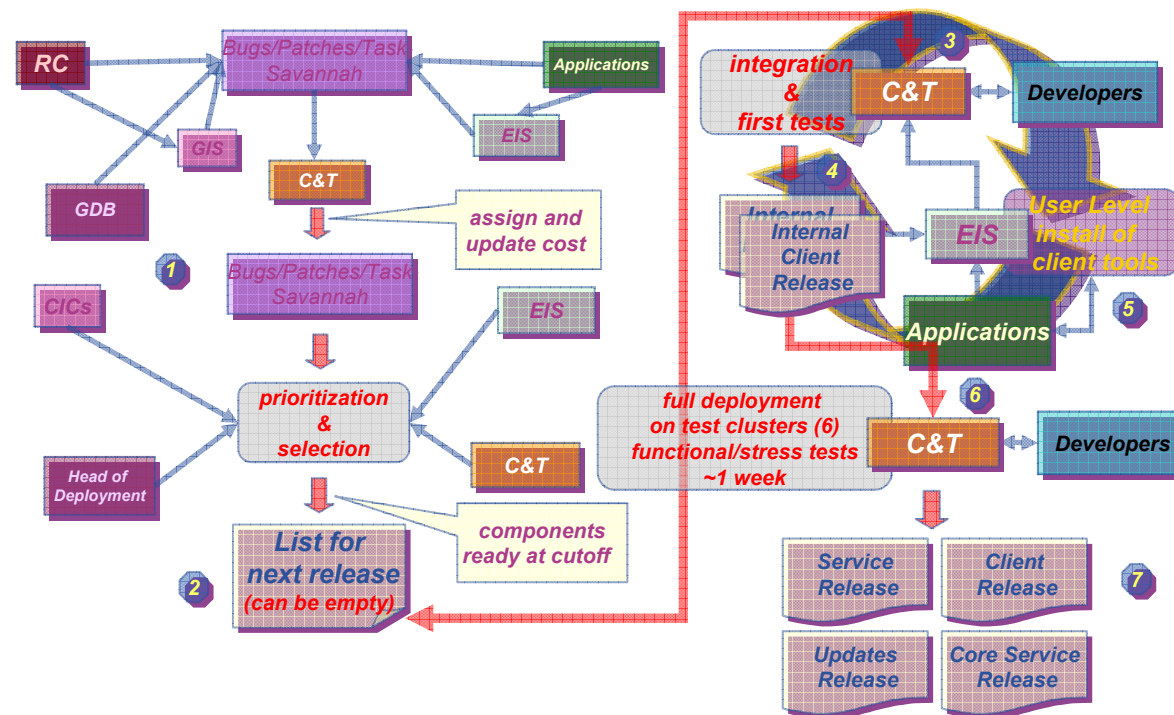 RC
Bugs/Patches/Task
Savannah
Applications
GIS
EIS
GDB
C&T
assign and
update cost
1
Bugs/Patches/Task
Savannah
CICs
EIS
prioritization
&
selection
Head of
Deployment
C&T
components
ready at cutoff
2
List for
next release
(can be empty)
3
integration
&
first tests
C&T
Developers
4
Internal
Internal
Client
Release
EIS
User Level
install of
client tools
5
Applications
6
full deployment
on test clusters (6)
functional/stress tests
~1 week
C&T
Developers
Service
Release
Client
Release
7
Updates
Release
Core Service
Release